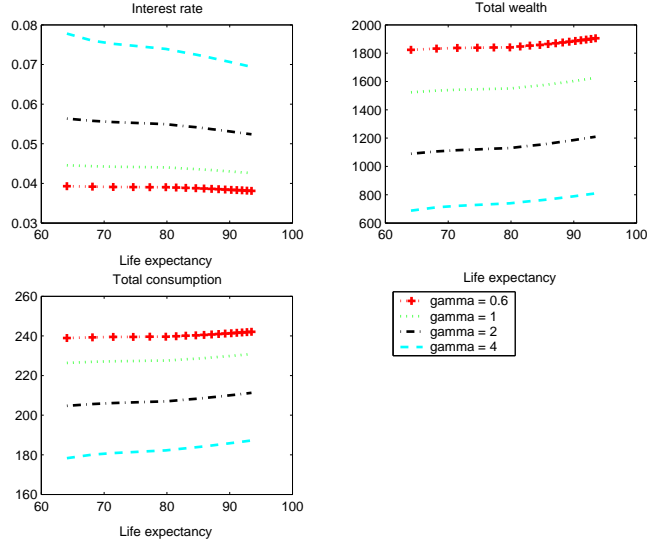 Interest rate
0.08
0.07
0.06
0.05
0.04
0.03
60 70 80 90 100
Life expectancy
Total wealth
2000
1800
1600
1400
1200
1000
800
600
60 70 80 90 100
Life expectancy
Total consumption
260
240
220
200
180
160
60 70 80 90 100
Life expectancy
gamma = 0.6
gamma = 1
gamma = 2
gamma = 4